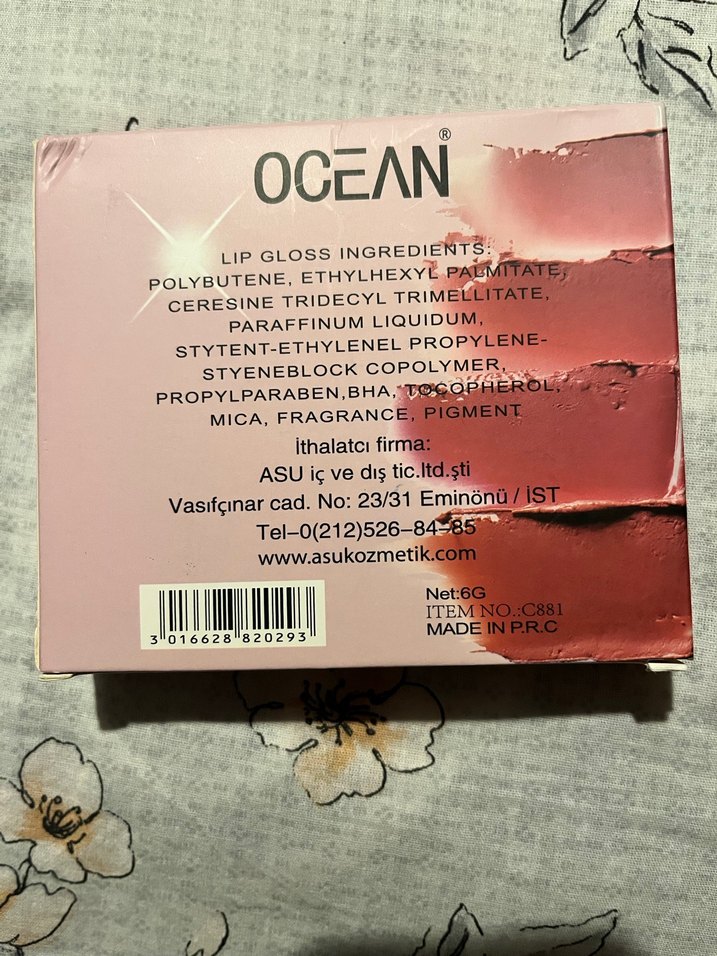 OCEAN®
LIP GLOSS INGREDIENTS:
POLYBUTENE, ETHYLHEXYL PALMITATE,
CERESINE TRIDECYL TRIMELLITATE,
PARAFFINUM LIQUIDUM,
STYTENT-ETHYLENEL PROPYLENE-
STYENEBLOCK COPOLYMER,
PROPYLPARABEN,BHA, TOCOPHEROL,
MICA, FRAGRANCE, PIGMENT
İthalatcı firma:
ASU iç ve dış tic.ltd.şti
Vasıfçınar cad. No: 23/31 Eminönü / İST
Tel–0(212)526–84–85
www.asukozmetik.com
Net:6G
ITEM NO.:C881
MADE IN P.R.C
3 016628 820293